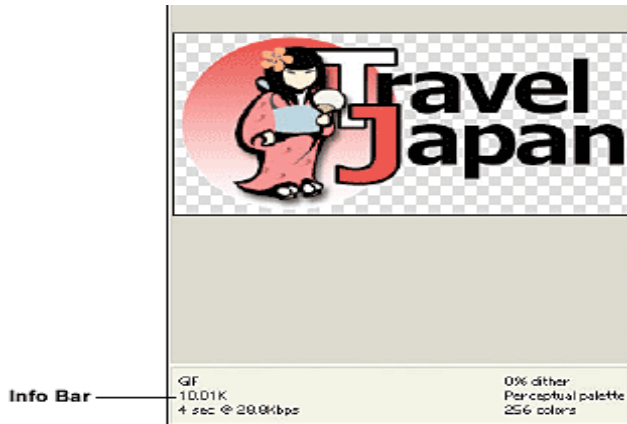 Travel
Japan
Info Bar
GIF
10.01K
4 sec @ 28.8Kbps
0% dither
Perceptual palette
256 colors